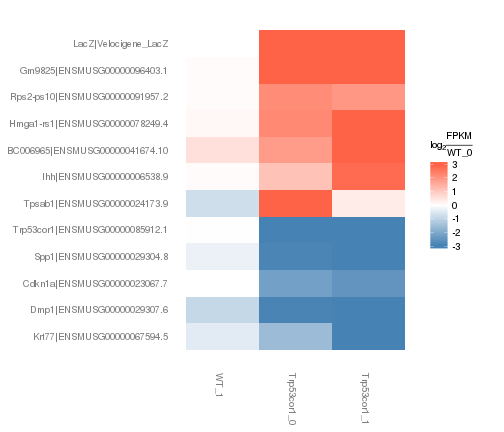 LacZ|Velocigene_LacZ
Gm9825|ENSMUSG00000096403.1
Rps2-ps10|ENSMUSG00000091957.2
Hmga1-rs1|ENSMUSG00000078249.4
BC006965|ENSMUSG00000041674.10
Ihh|ENSMUSG00000006538.9
Tpsab1|ENSMUSG00000024173.9
Trp53cor1|ENSMUSG00000085912.1
Spp1|ENSMUSG00000029304.8
Cdkn1a|ENSMUSG00000023067.7
Dmp1|ENSMUSG00000029307.6
Krt77|ENSMUSG00000067594.5
WT_1
Trp53cor1_0
Trp53cor1_1
log2 FPKM
WT_0
3
2
1
0
-1
-2
-3